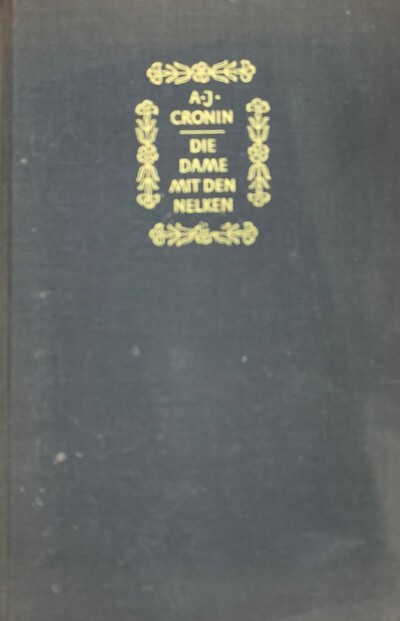 A·J·
CRONIN
DIE
DAME
MIT DEN
NELKEN